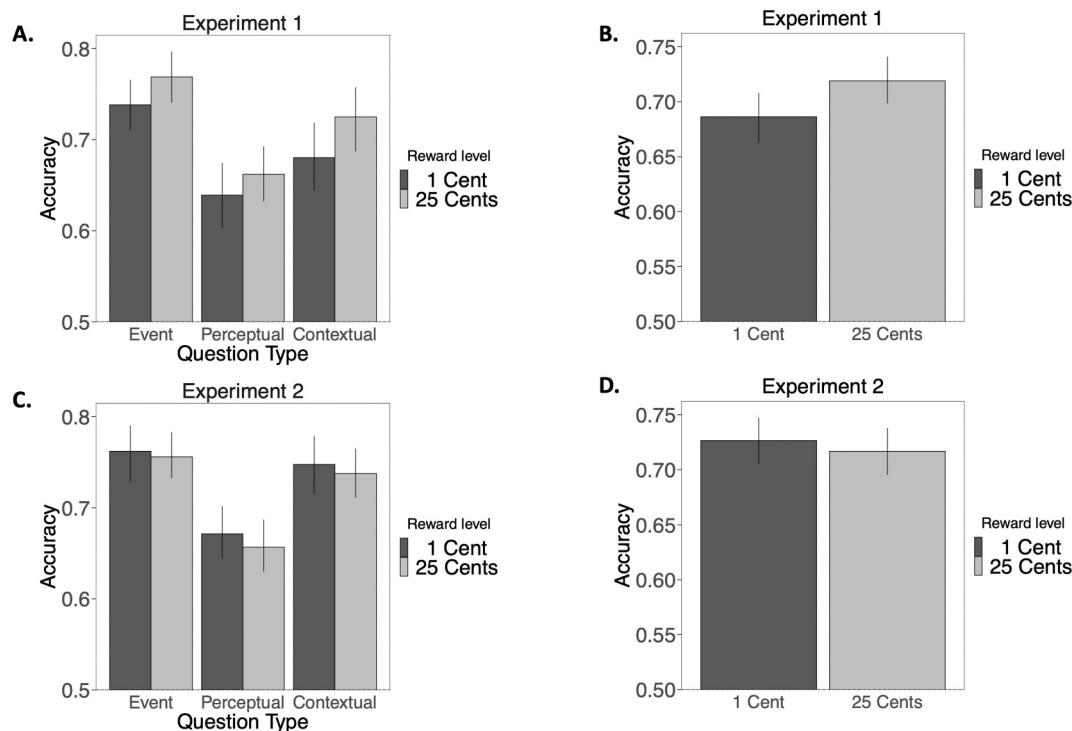 A.
Experiment 1
0.8
0.7
0.6
0.5
Accuracy
Event Perceptual Contextual
Question Type
Reward level
1 Cent
25 Cents
B.
Experiment 1
0.75
0.70
0.65
0.60
0.55
0.50
Accuracy
1 Cent 25 Cents
Reward level
1 Cent
25 Cents
C.
Experiment 2
0.8
0.7
0.6
0.5
Accuracy
Event Perceptual Contextual
Question Type
Reward level
1 Cent
25 Cents
D.
Experiment 2
0.75
0.70
0.65
0.60
0.55
0.50
Accuracy
1 Cent 25 Cents
Reward level
1 Cent
25 Cents